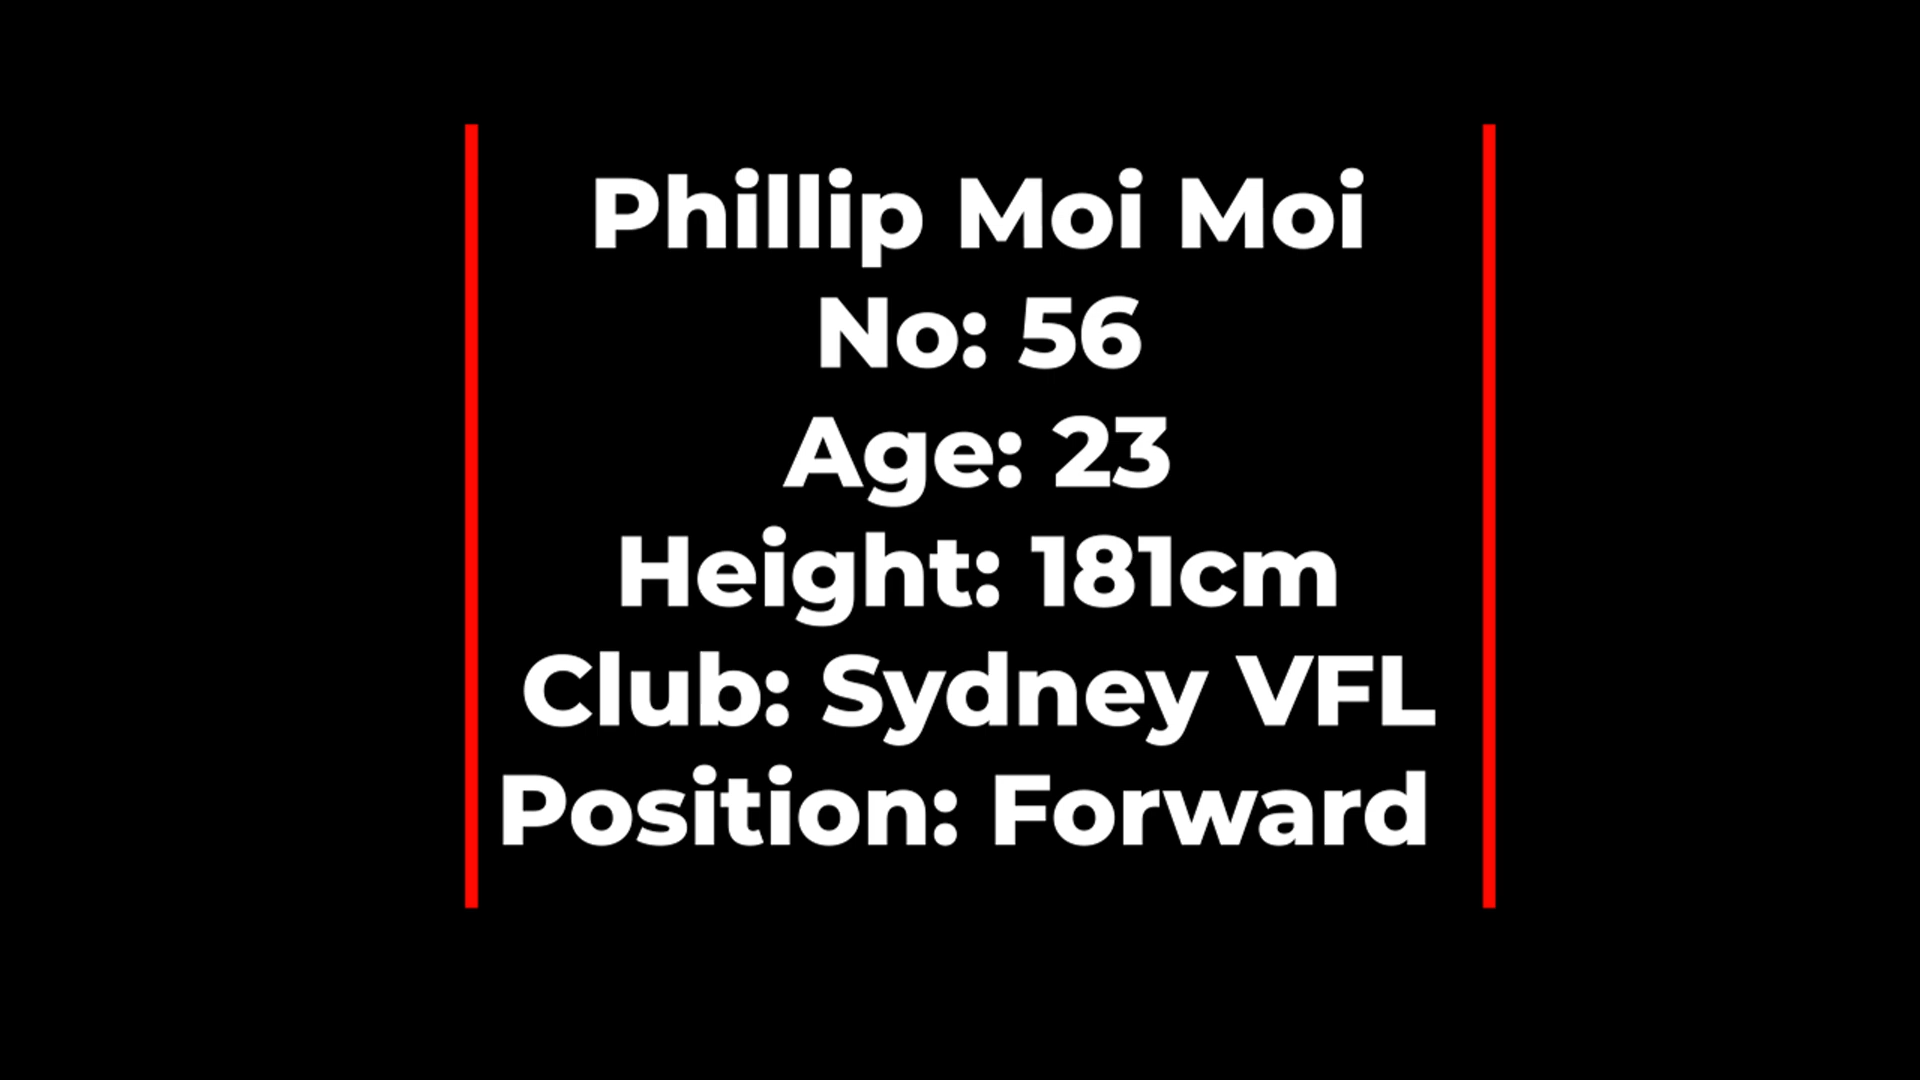 Phillip Moi Moi
No: 56
Age: 23
Height: 181cm
Club: Sydney VFL
Position: Forward